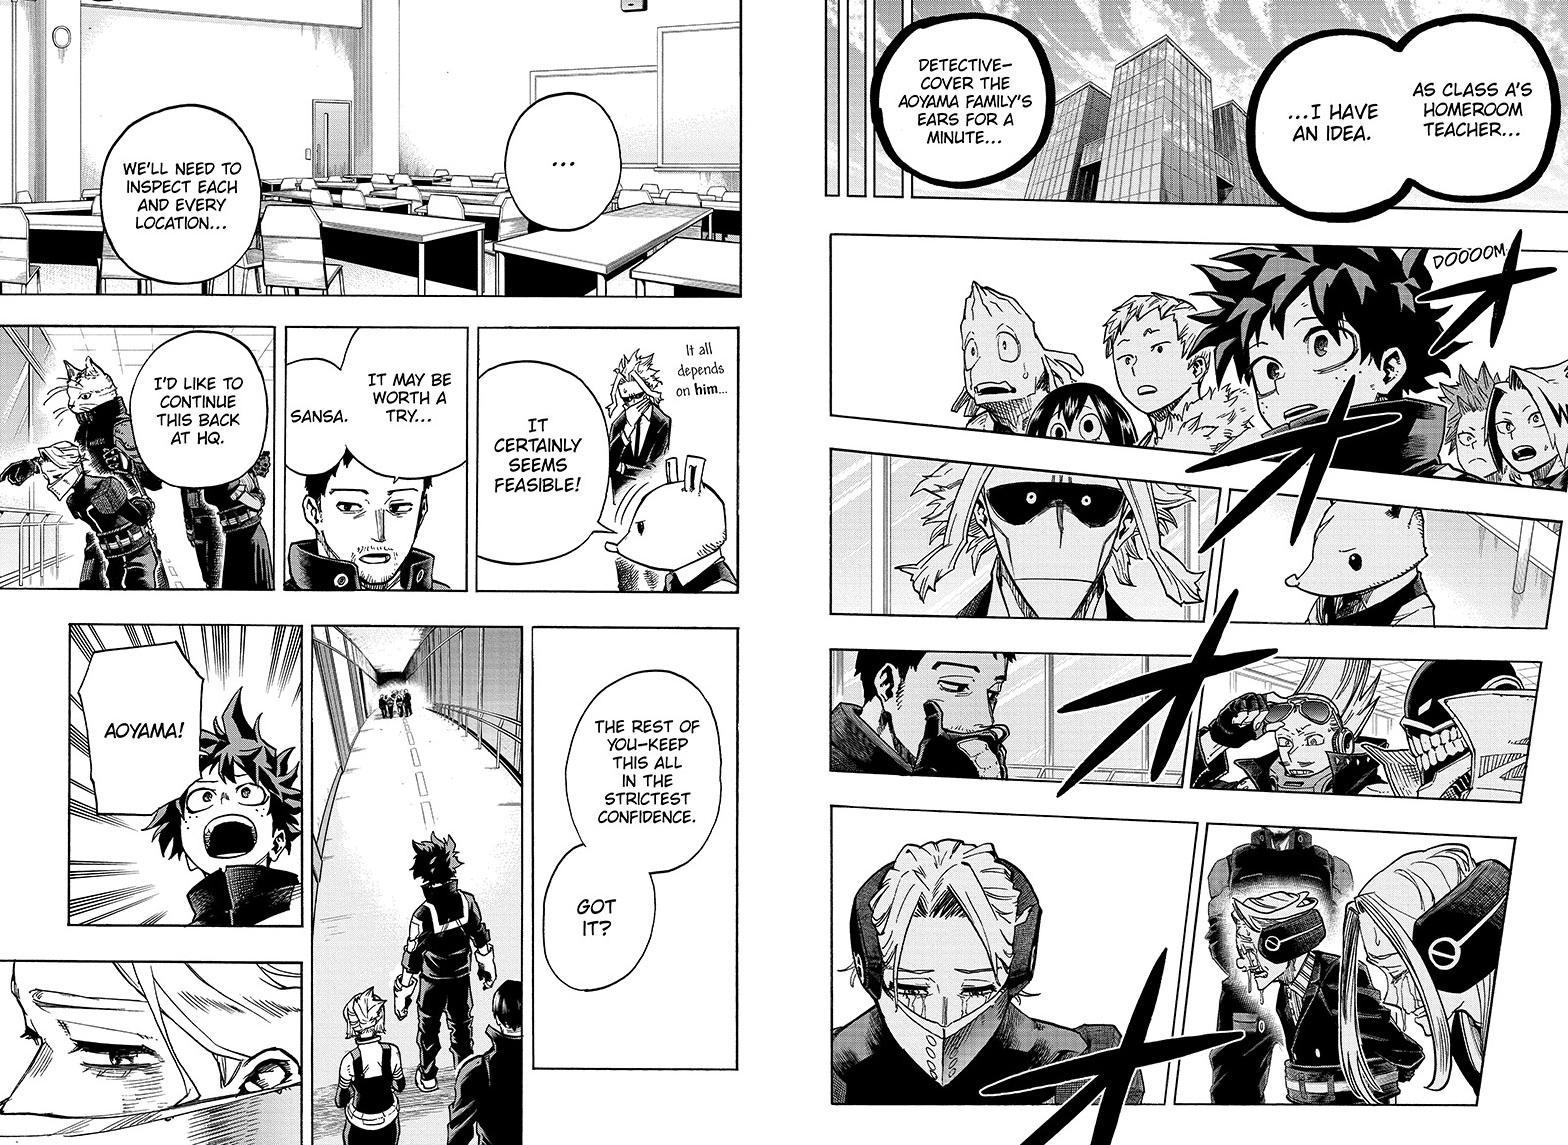 AS CLASS A'S
HOMEROOM
TEACHER...
...I HAVE
AN IDEA.
DETECTIVE—
COVER THE
AOYAMA FAMILY'S
EARS FOR A
MINUTE...
DOOOOM
...
WE'LL NEED TO
INSPECT EACH
AND EVERY
LOCATION...
It all
depends
on him...
IT
CERTAINLY
SEEMS
FEASIBLE!
IT MAY BE
WORTH A
TRY...
SANSA.
I'D LIKE TO
CONTINUE
THIS BACK
AT HQ.
THE REST OF
YOU—KEEP
THIS ALL
IN THE
STRICTEST
CONFIDENCE.
GOT
IT?
AOYAMA!